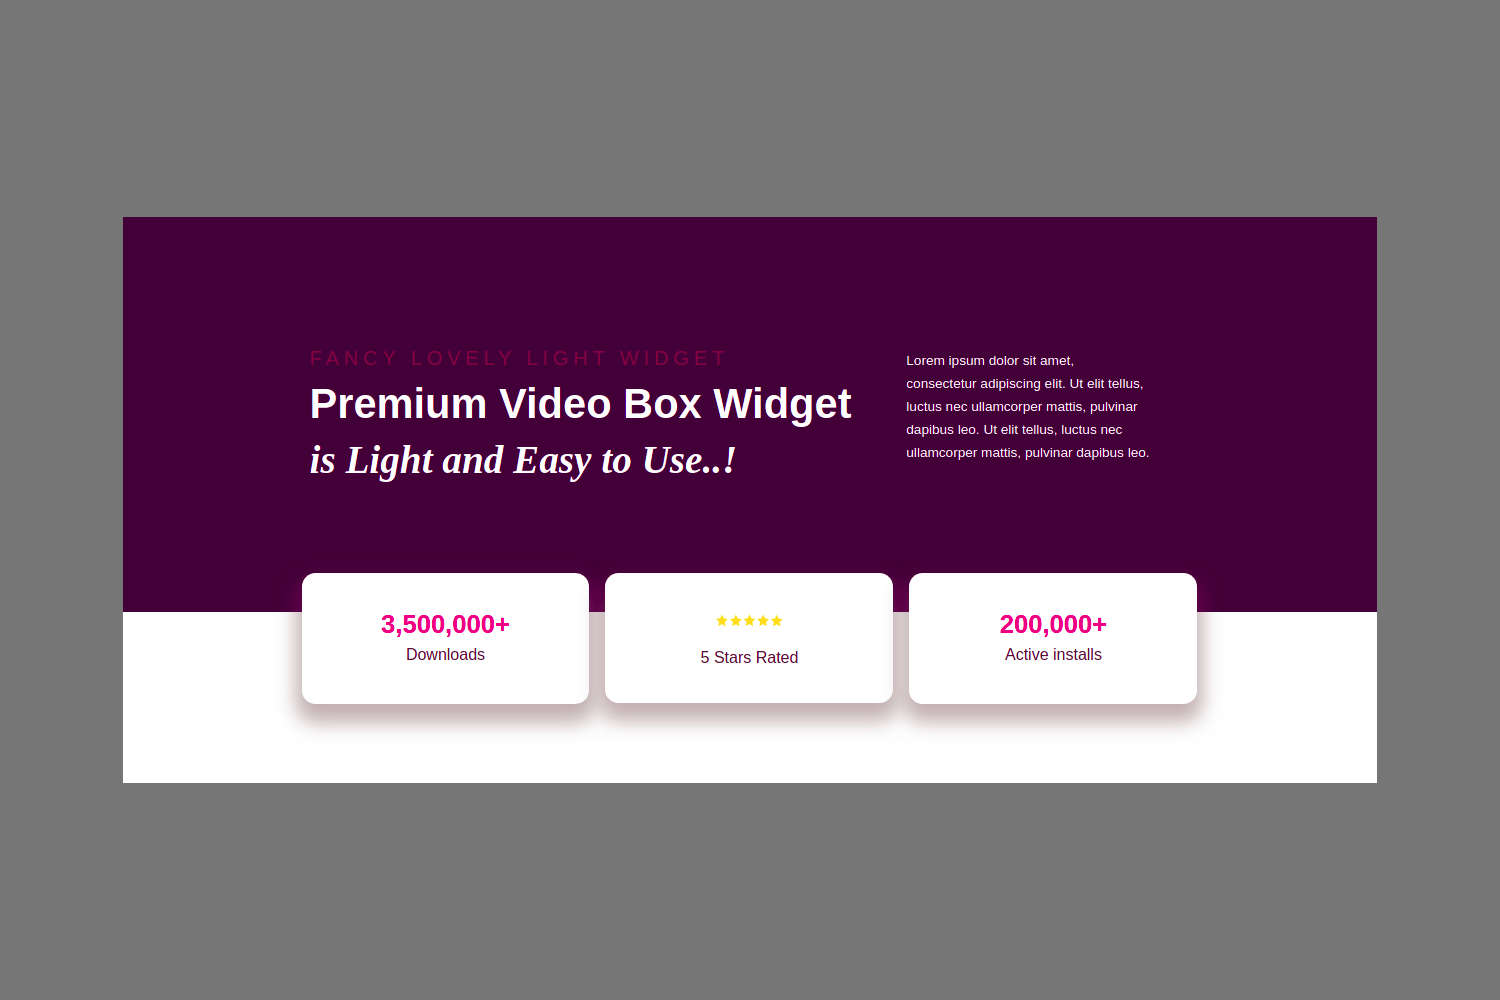 FANCY LOVELY LIGHT WIDGET
Premium Video Box Widget
is Light and Easy to Use..!
Lorem ipsum dolor sit amet,
consectetur adipiscing elit. Ut elit tellus,
luctus nec ullamcorper mattis, pulvinar
dapibus leo. Ut elit tellus, luctus nec
ullamcorper mattis, pulvinar dapibus leo.
3,500,000+
Downloads
5 Stars Rated
200,000+
Active installs